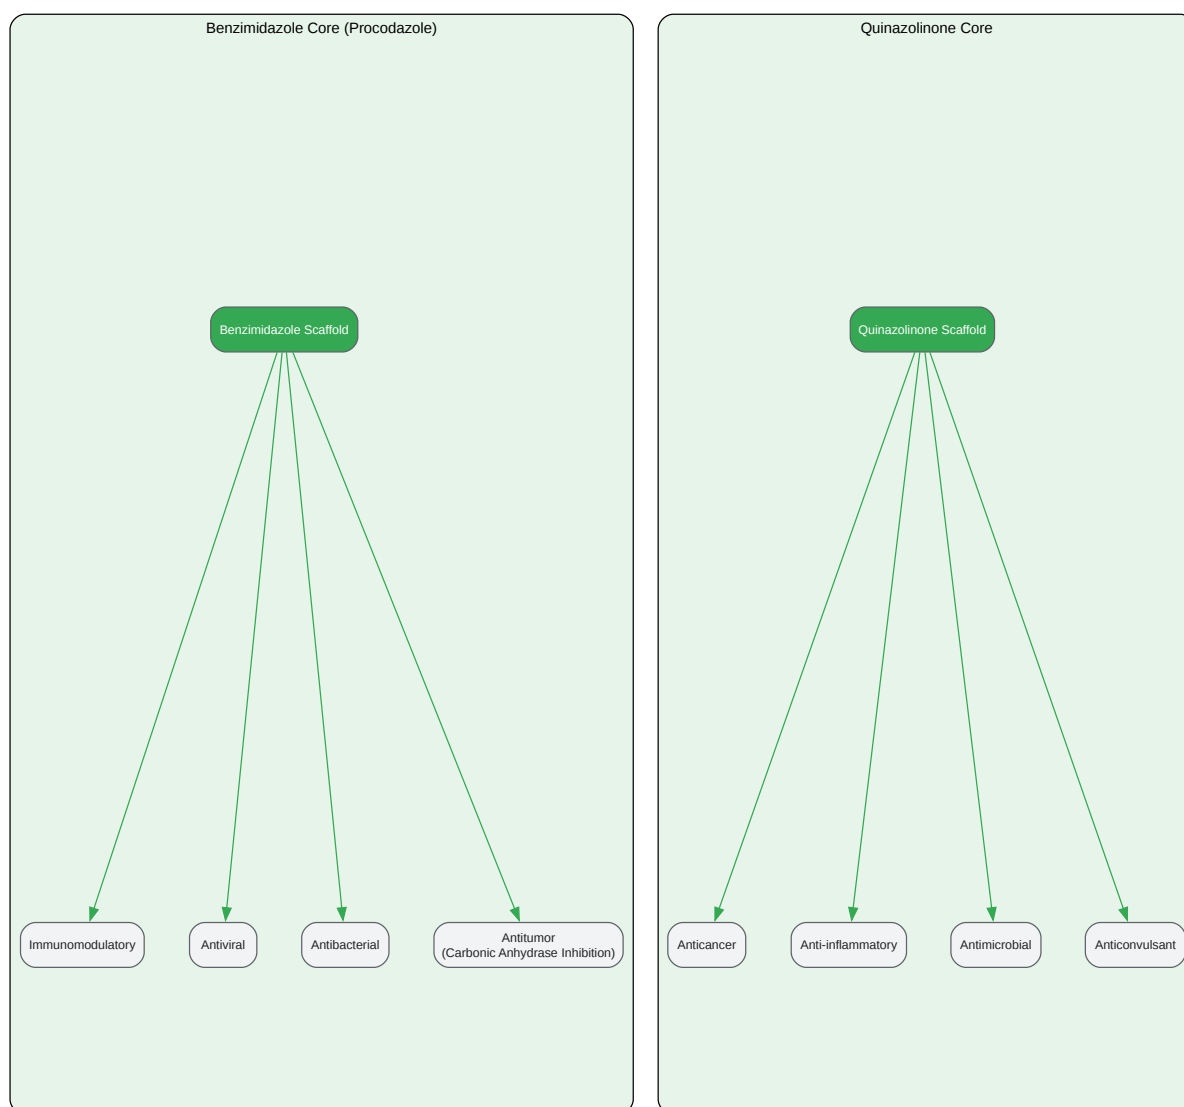 Benzimidazole Core (Procodazole)
Quinazolinone Core
Benzimidazole Scaffold
Quinazolinone Scaffold
Immunomodulatory
Antiviral
Antibacterial
Antitumor
(Carbonic Anhydrase Inhibition)
Anticancer
Anti-inflammatory
Antimicrobial
Anticonvulsant